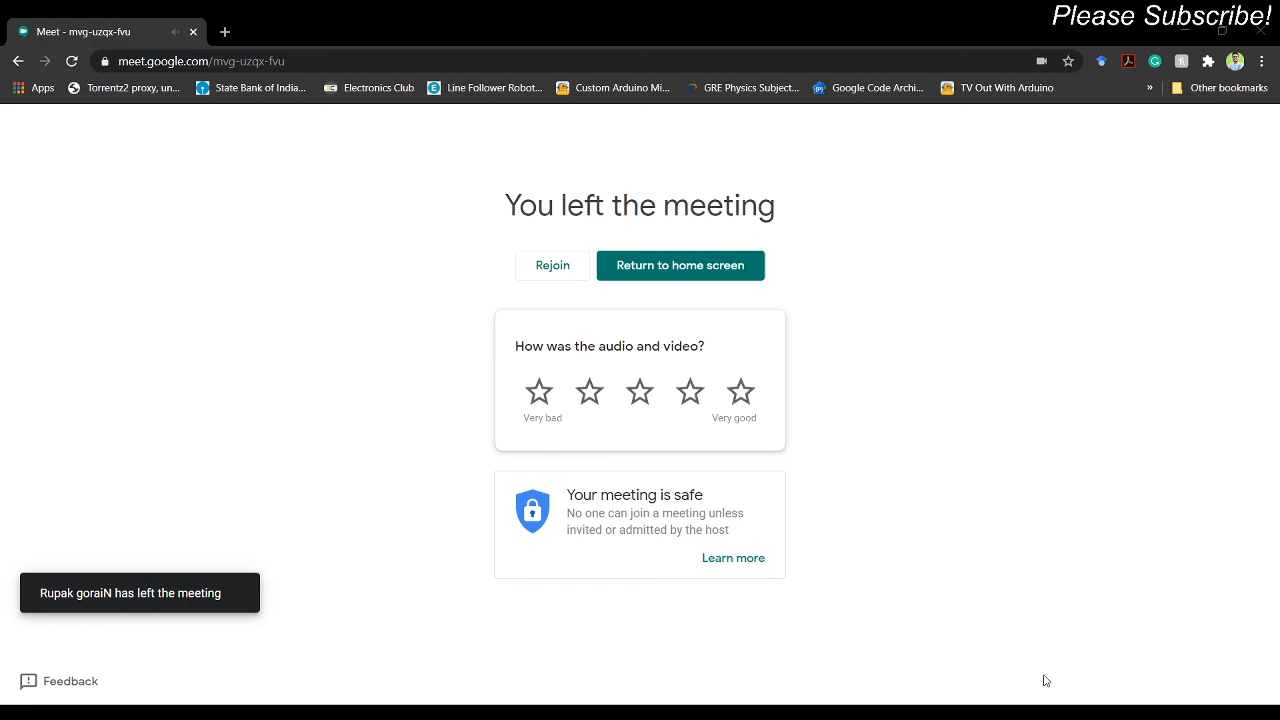 Please Subscribe!
Meet - mvg-uzqx-fvu
meet.google.com/mvg-uzqx-fvu
Apps
Torrentz2 proxy, un...
State Bank of India...
Electronics Club
Line Follower Robot...
Custom Arduino Mi...
GRE Physics Subject...
Google Code Archi...
TV Out With Arduino
»
Other bookmarks
You left the meeting
Rejoin
Return to home screen
How was the audio and video?
Very bad
Very good
Your meeting is safe
No one can join a meeting unless
invited or admitted by the host
Learn more
Rupak goraiN has left the meeting
Feedback